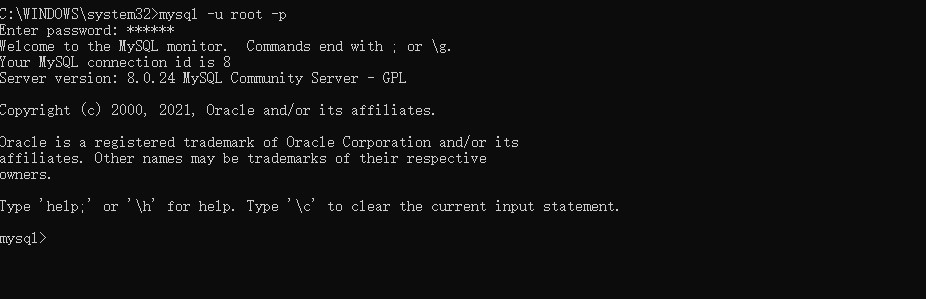 C:\WINDOWS\system32>mysql -u root -p
Enter password: ******
Welcome to the MySQL monitor.  Commands end with ; or \g.
Your MySQL connection id is 8
Server version: 8.0.24 MySQL Community Server - GPL
Copyright (c) 2000, 2021, Oracle and/or its affiliates.
Oracle is a registered trademark of Oracle Corporation and/or its
affiliates. Other names may be trademarks of their respective
owners.
Type 'help;' or '\h' for help. Type '\c' to clear the current input statement.
mysql>